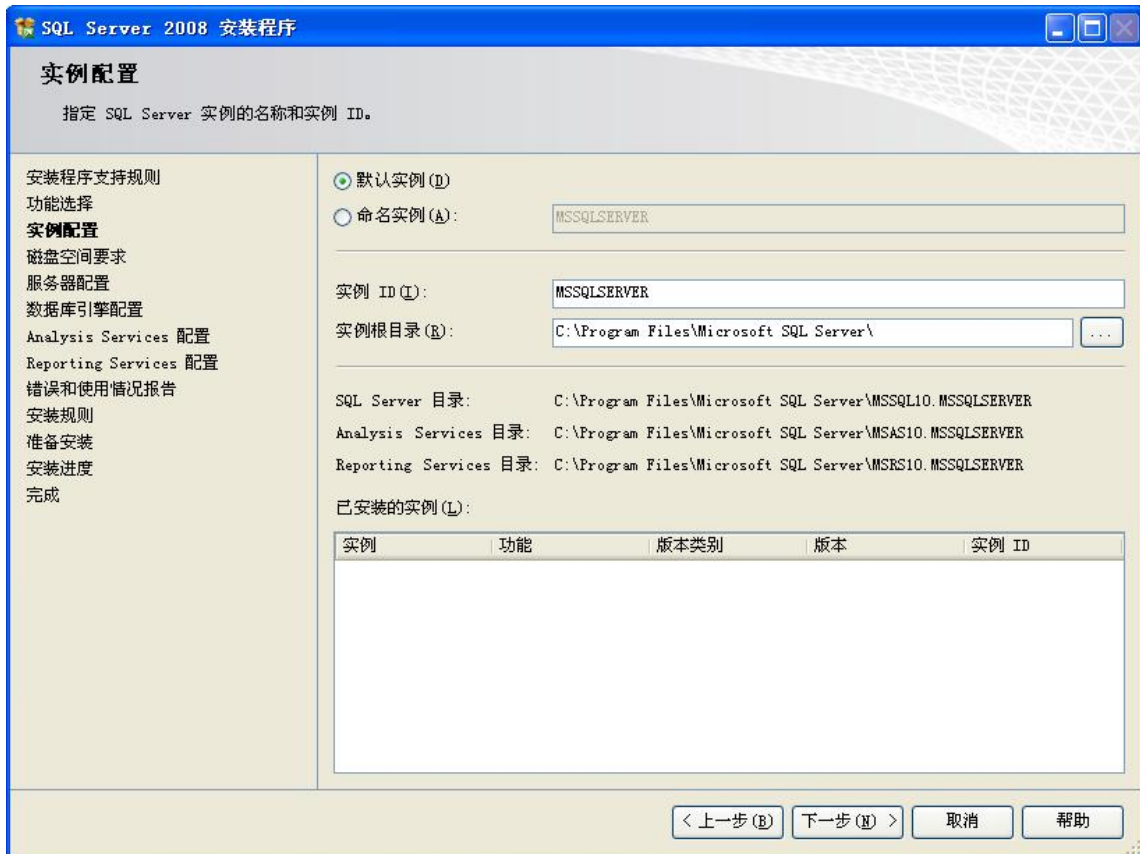 SQL Server 2008 安装程序
实例配置
指定 SQL Server 实例的名称和实例 ID。
安装程序支持规则
功能选择
实例配置
磁盘空间要求
服务器配置
数据库引擎配置
Analysis Services 配置
Reporting Services 配置
错误和使用情况报告
安装规则
准备安装
安装进度
完成
默认实例(D)
命名实例(A): MSSQLSERVER
实例 ID(I): MSSQLSERVER
实例根目录(R): C:\Program Files\Microsoft SQL Server\ ...
SQL Server 目录: C:\Program Files\Microsoft SQL Server\MSSQL10.MSSQLSERVER
Analysis Services 目录: C:\Program Files\Microsoft SQL Server\MSAS10.MSSQLSERVER
Reporting Services 目录: C:\Program Files\Microsoft SQL Server\MSRS10.MSSQLSERVER
已安装的实例(L):
实例 功能 版本类别 版本 实例 ID
< 上一步(B) 下一步(N) > 取消 帮助